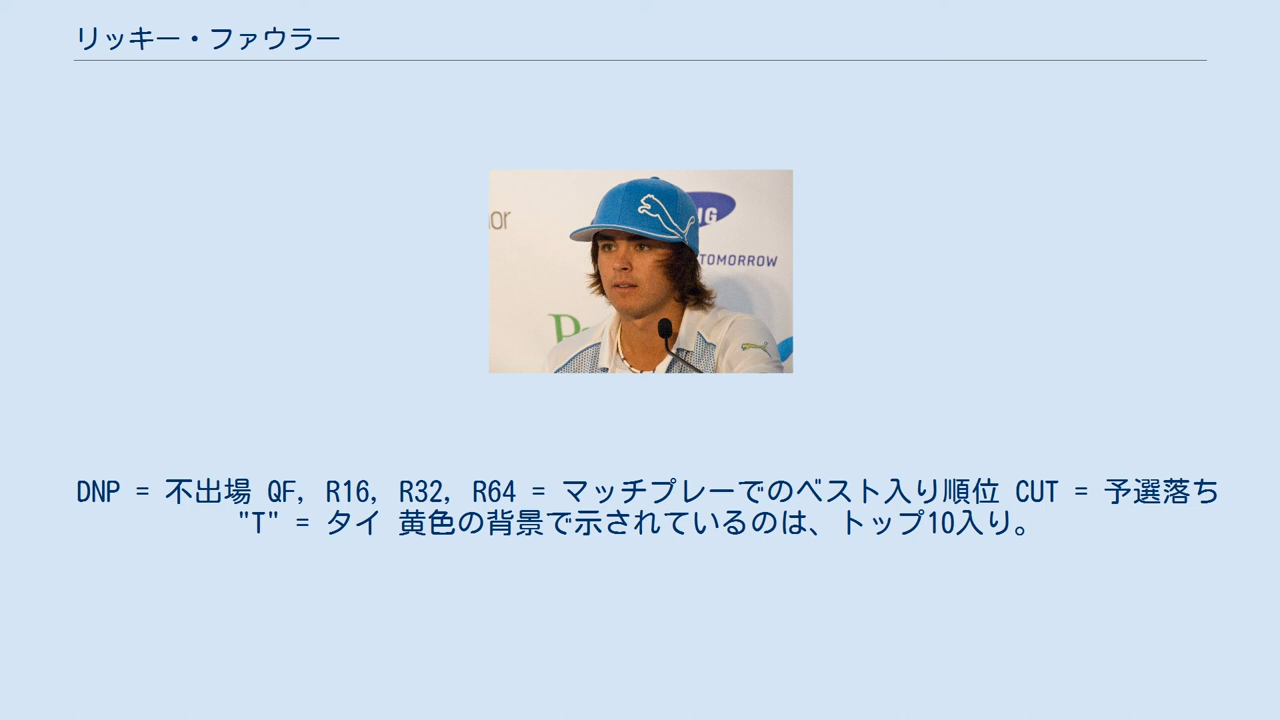 リッキー・ファウラー
or
NG
TOMORROW
P
DNP = 不出場 QF, R16, R32, R64 = マッチプレーでのベスト入り順位 CUT = 予選落ち
"T" = タイ 黄色の背景で示されているのは、トップ10入り。